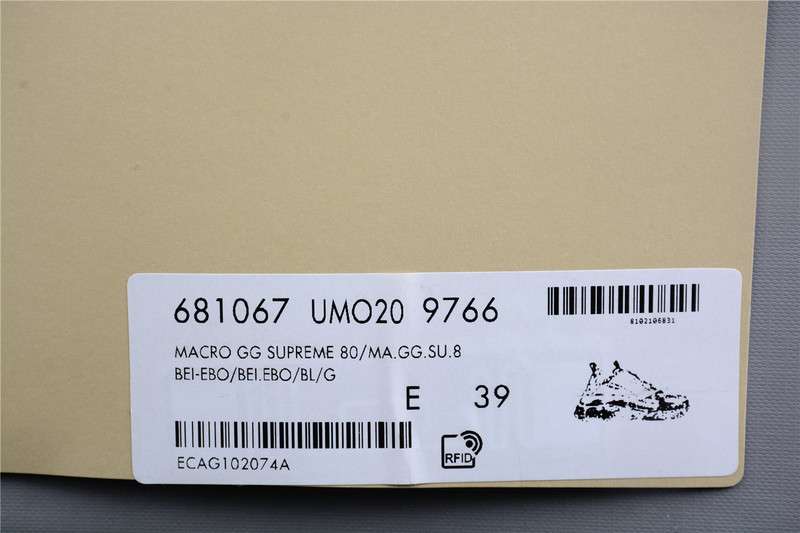 681067 UMO20 9766
8102106831
MACRO GG SUPREME 80/MA.GG.SU.8
BEI-EBO/BEI.EBO/BL/G
E 39
ECAG102074A
RFID